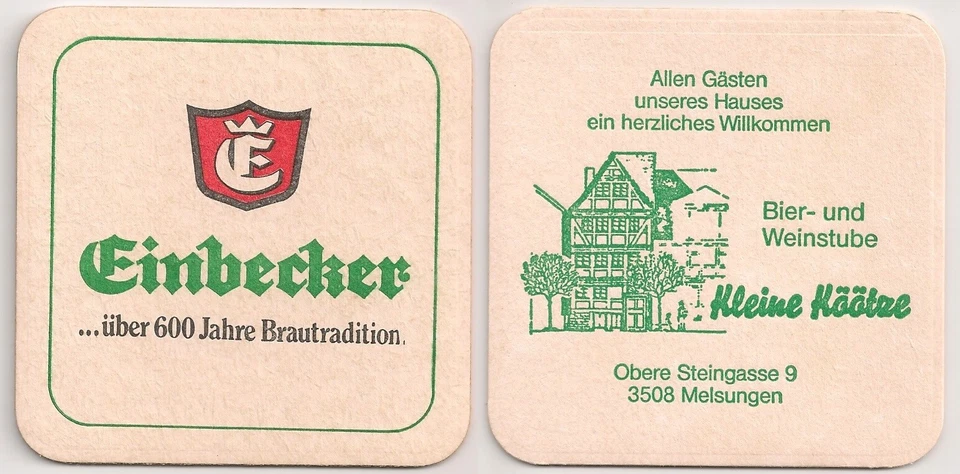 E
Einbecker
...über 600 Jahre Brautradition.
Allen Gästen
unseres Hauses
ein herzliches Willkommen
Bier- und
Weinstube
Kleine Köötze
Obere Steingasse 9
3508 Melsungen